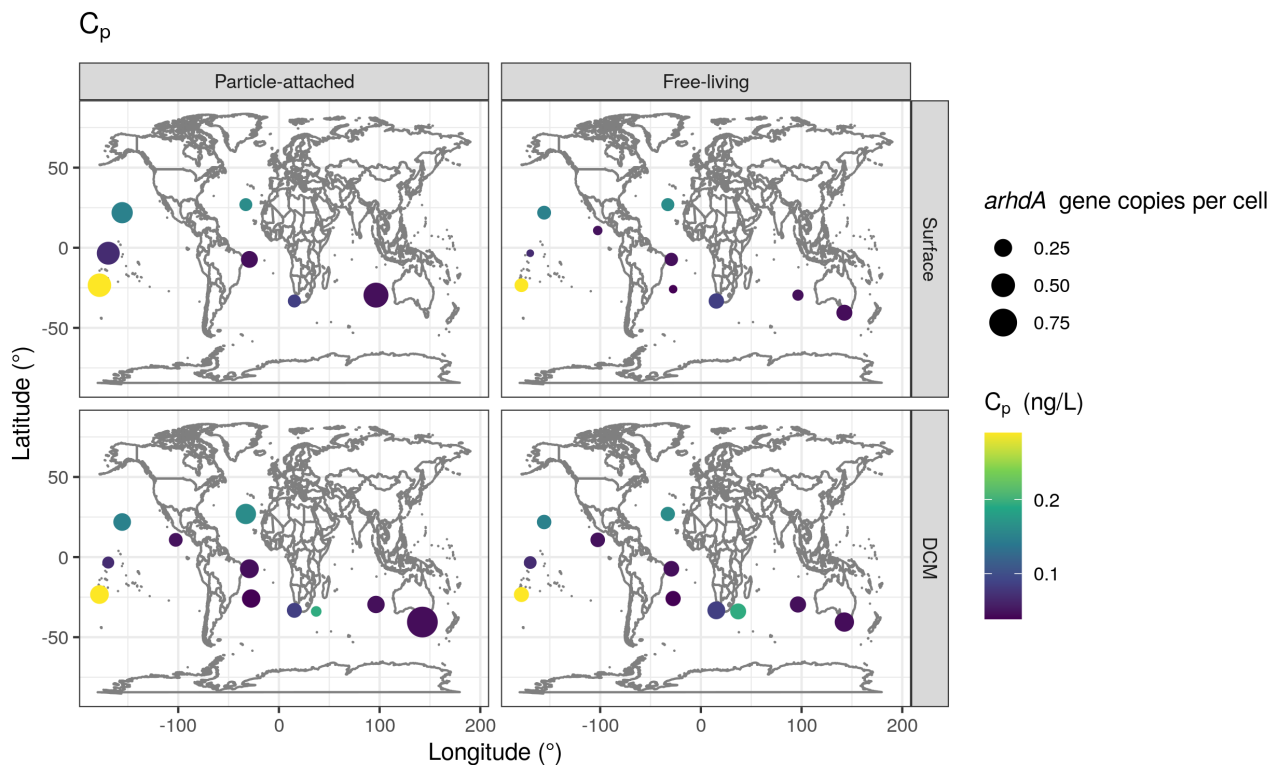 Cp
Particle-attached
Free-living
Surface
DCM
50
0
-50
50
0
-50
Latitude (°)
-100
0
100
200
-100
0
100
200
Longitude (°)
arhdA gene copies per cell
0.25
0.50
0.75
Cp (ng/L)
0.2
0.1